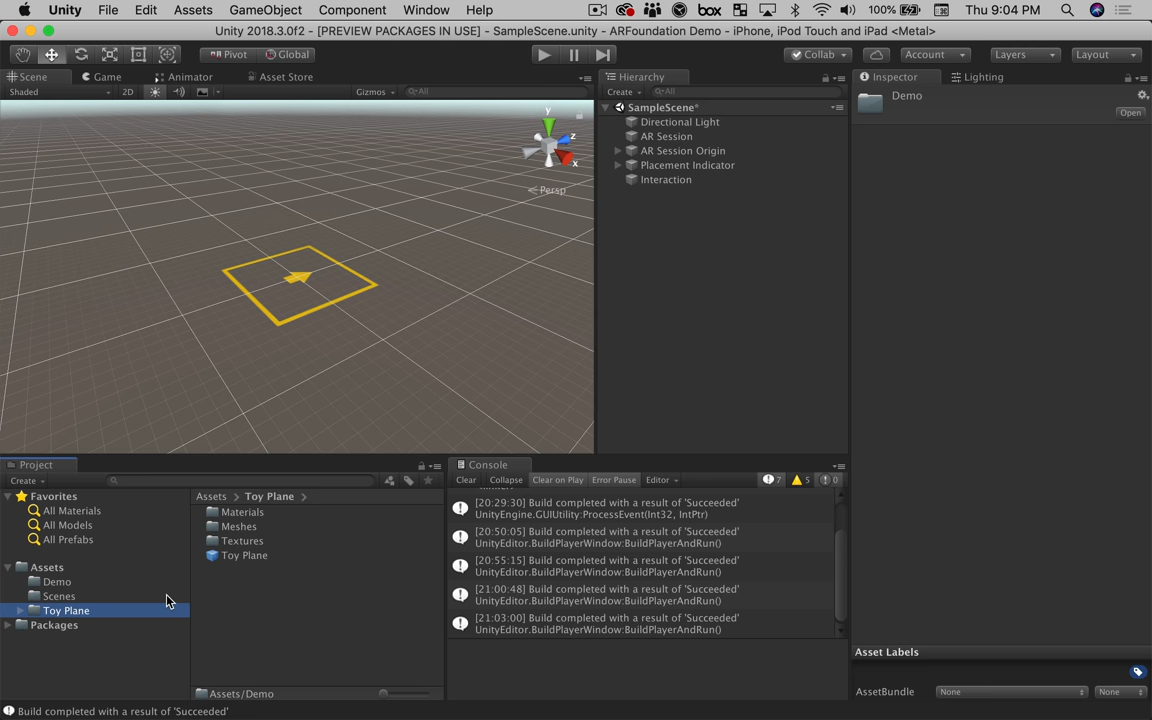 Unity File Edit Assets GameObject Component Window Help box 100% Thu 9:04 PM
Unity 2018.3.0f2 - [PREVIEW PACKAGES IN USE] - SampleScene.unity - ARFoundation Demo - iPhone, iPod Touch and iPad <Metal>
Pivot Global Collab Account Layers Layout
Scene Game Animator Asset Store Hierarchy Inspector Lighting
Shaded 2D Gizmos All Create All Demo
Open
SampleScene*
Directional Light
AR Session
AR Session Origin
Placement Indicator
Interaction
y
z
x
Persp
Project Console
Create Clear Collapse Clear on Play Error Pause Editor 7 5 0
Favorites
All Materials
All Models
All Prefabs
Assets
Demo
Scenes
Toy Plane
Packages
Assets > Toy Plane >
Materials
Meshes
Textures
Toy Plane
Assets/Demo
[20:29:30] Build completed with a result of 'Succeeded'
UnityEngine.GUIUtility:ProcessEvent(Int32, IntPtr)
[20:50:05] Build completed with a result of 'Succeeded'
UnityEditor.BuildPlayerWindow:BuildPlayerAndRun()
[20:55:15] Build completed with a result of 'Succeeded'
UnityEditor.BuildPlayerWindow:BuildPlayerAndRun()
[21:00:48] Build completed with a result of 'Succeeded'
UnityEditor.BuildPlayerWindow:BuildPlayerAndRun()
[21:03:00] Build completed with a result of 'Succeeded'
UnityEditor.BuildPlayerWindow:BuildPlayerAndRun()
Asset Labels
AssetBundle None None
Build completed with a result of 'Succeeded'